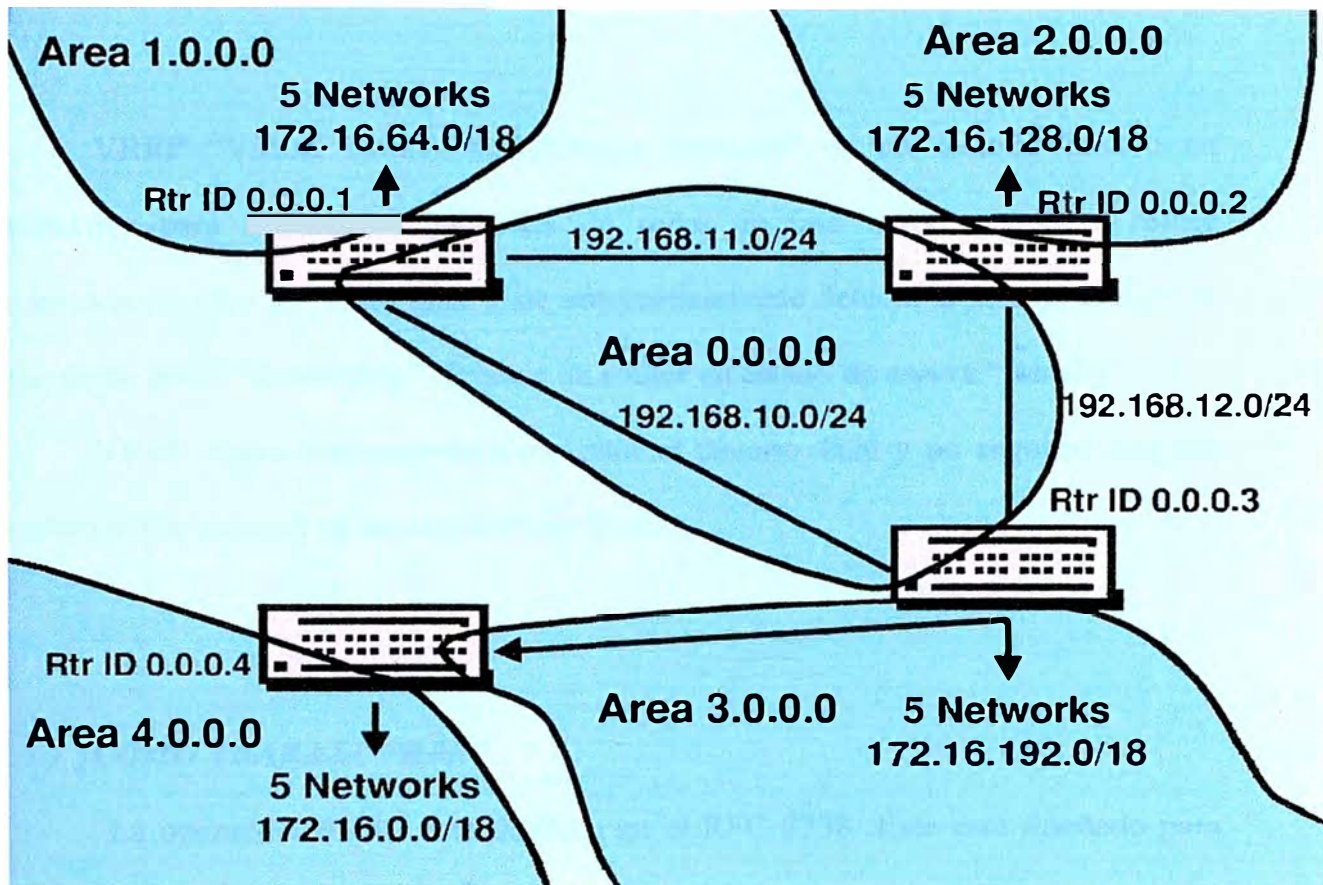 Area 1.0.0.0
5 Networks
172.16.64.0/18
Rtr ID 0.0.0.1
Area 2.0.0.0
5 Networks
172.16.128.0/18
Rtr ID 0.0.0.2
192.168.11.0/24
Area 0.0.0.0
192.168.10.0/24
192.168.12.0/24
Rtr ID 0.0.0.3
Rtr ID 0.0.0.4
Area 4.0.0.0
5 Networks
172.16.0.0/18
Area 3.0.0.0
5 Networks
172.16.192.0/18